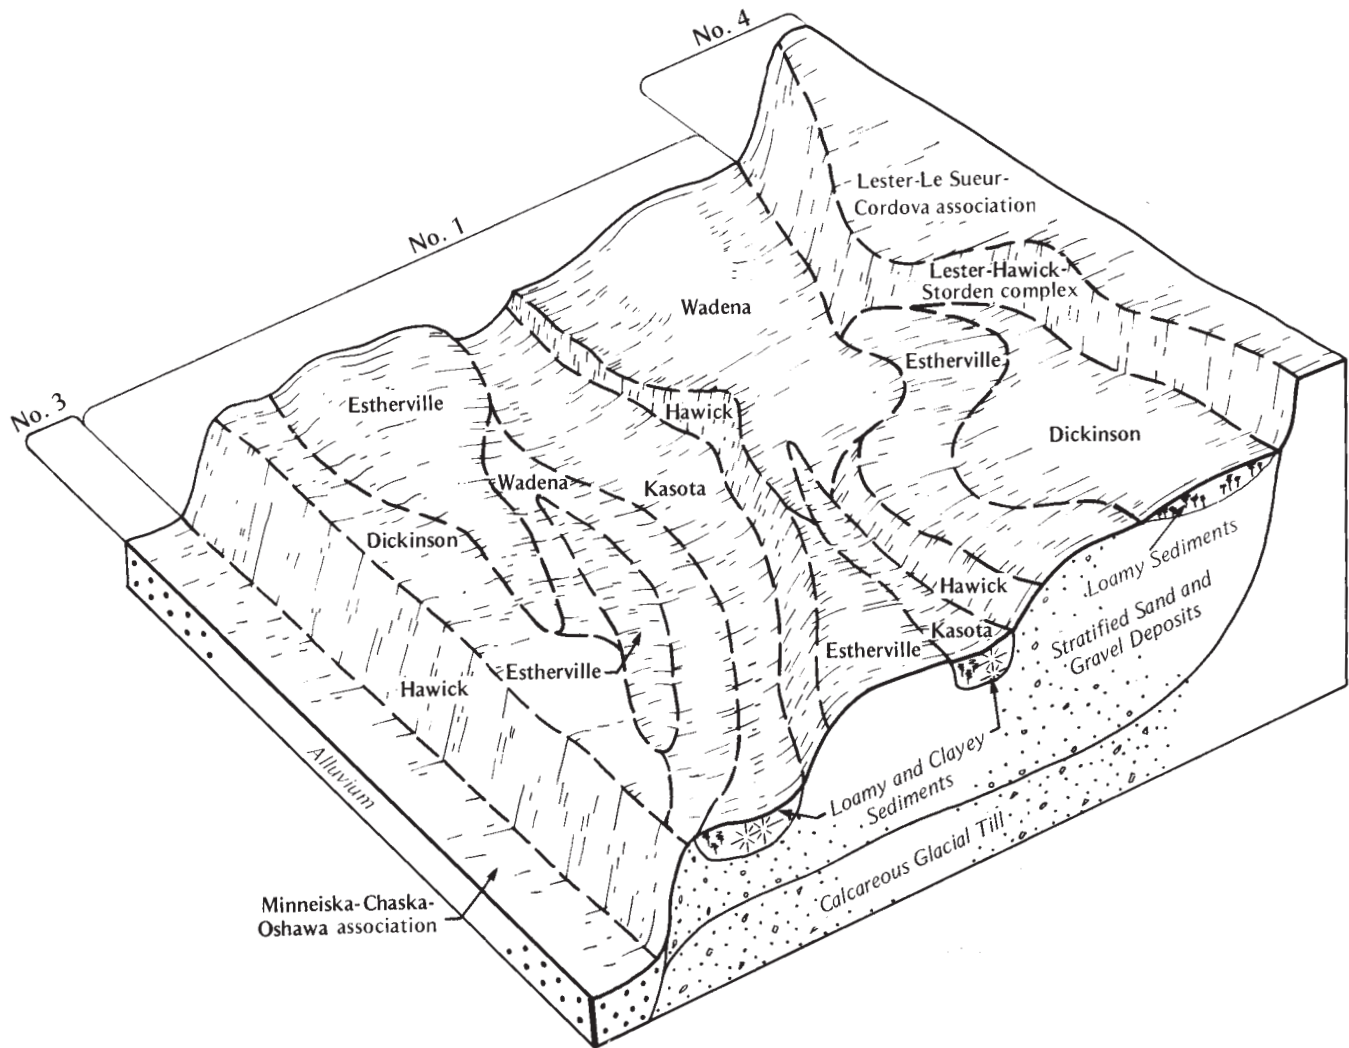 No. 4
No. 1
No. 3
Lester-Le Sueur-
Cordova association
Lester-Hawick-
Storden complex
Wadena
Estherville
Estherville
Hawick
Dickinson
Wadena
Kasota
Dickinson
Loamy Sediments
Stratified Sand and
Gravel Deposits
Hawick
Kasota
Estherville
Estherville
Hawick
Alluvium
Loamy and Clayey
Sediments
Calcareous Glacial Till
Minneiska-Chaska-
Oshawa association